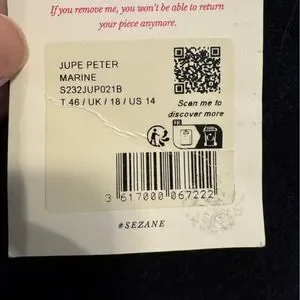 If you remove me, you won't be able to return
your piece anymore.
JUPE PETER
MARINE
S232JUP021B
T.46 / UK / 18 / US 14
Scan me to
discover more
FR
3 617000 067222
#SEZANE